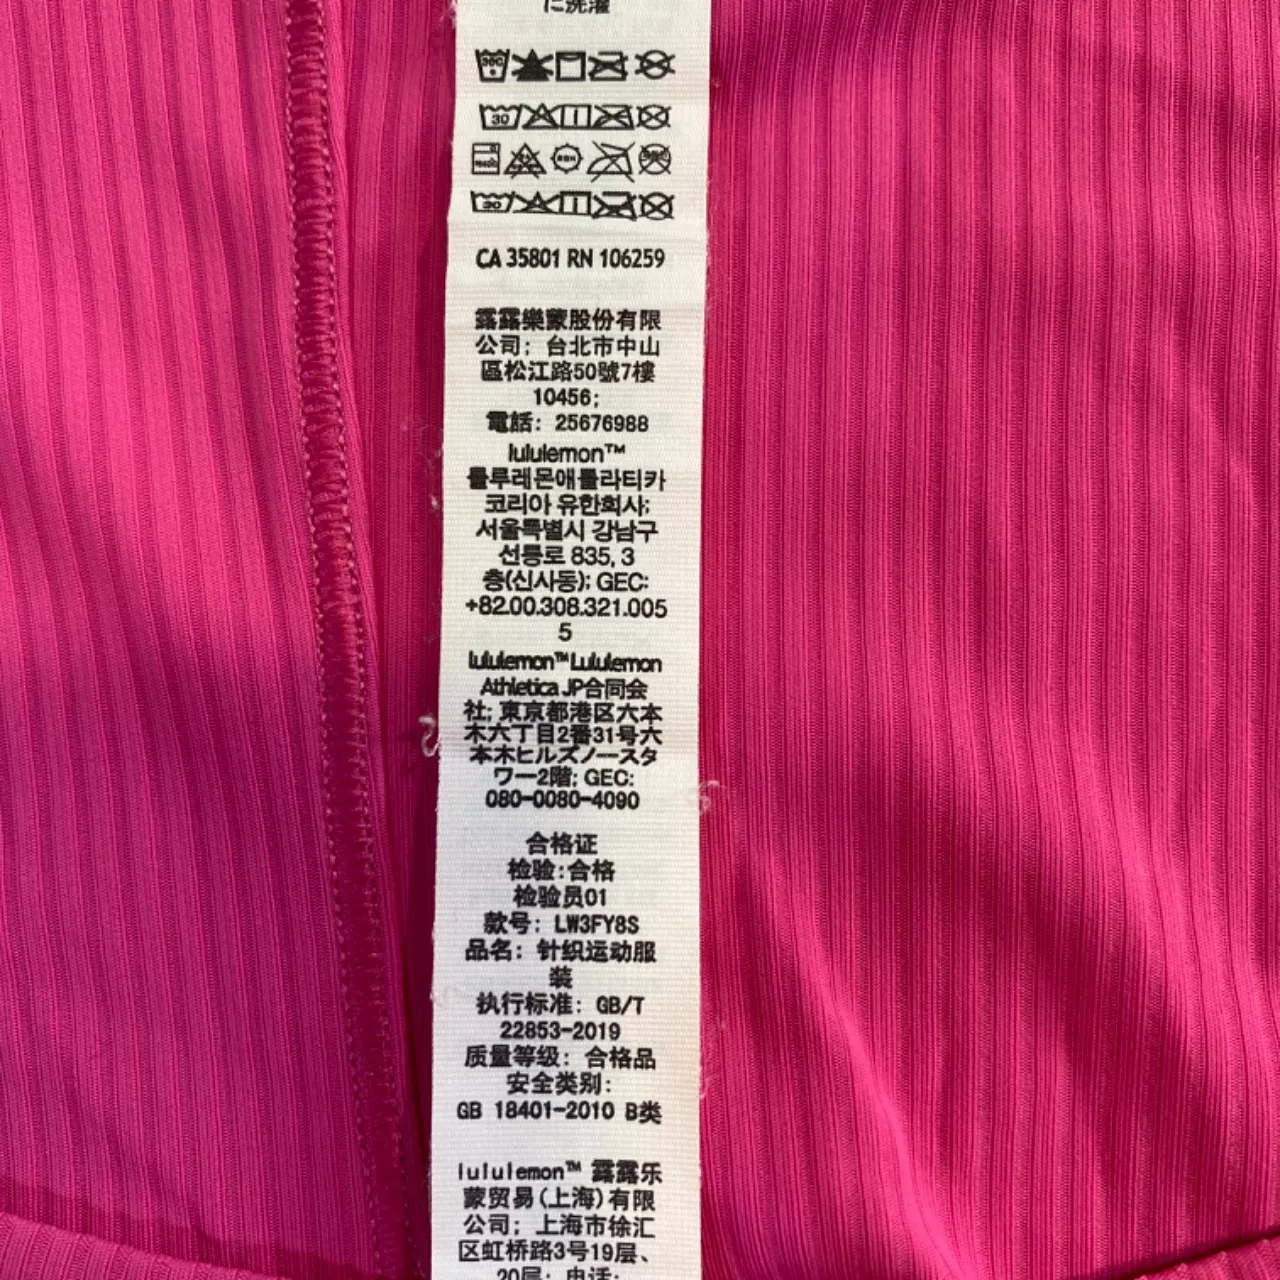 に洗濯
CA 35801 RN 106259
露露樂蒙股份有限
公司; 台北市中山
區松江路50號7樓
10456;
電話: 25676988
lululemon™
룰루레몬애틀라티카
코리아 유한회사;
서울특별시 강남구
선릉로 835, 3
층(신사동); GEC:
+82.00.308.321.005
5
lululemon™ Lululemon
Athletica JP合同会
社; 東京都港区六本
木六丁目2番31号六
本木ヒルズノースタ
ワー2階; GEC:
080-0080-4090
合格证
检验:合格
检验员01
款号: LW3FY8S
品名: 针织运动服
装
执行标准: GB/T
22853-2019
质量等级: 合格品
安全类别:
GB 18401-2010 B类
lululemon™ 露露乐
蒙贸易(上海)有限
公司; 上海市徐汇
区虹桥路3号19层、
20层; 电话: